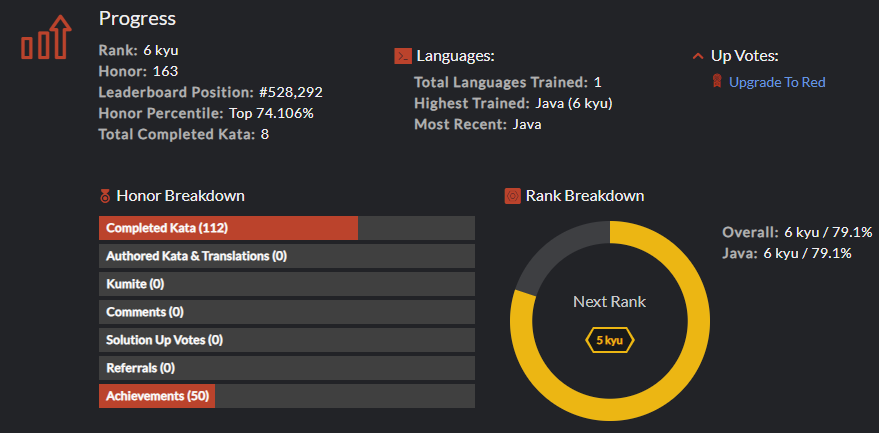 Progress
Rank: 6 kyu
Honor: 163
Leaderboard Position: #528,292
Honor Percentile: Top 74.106%
Total Completed Kata: 8
Languages:
Total Languages Trained: 1
Highest Trained: Java (6 kyu)
Most Recent: Java
Up Votes:
Upgrade To Red
Honor Breakdown
Completed Kata (112)
Authored Kata & Translations (0)
Kumite (0)
Comments (0)
Solution Up Votes (0)
Referrals (0)
Achievements (50)
Rank Breakdown
Next Rank
5 kyu
Overall: 6 kyu / 79.1%
Java: 6 kyu / 79.1%